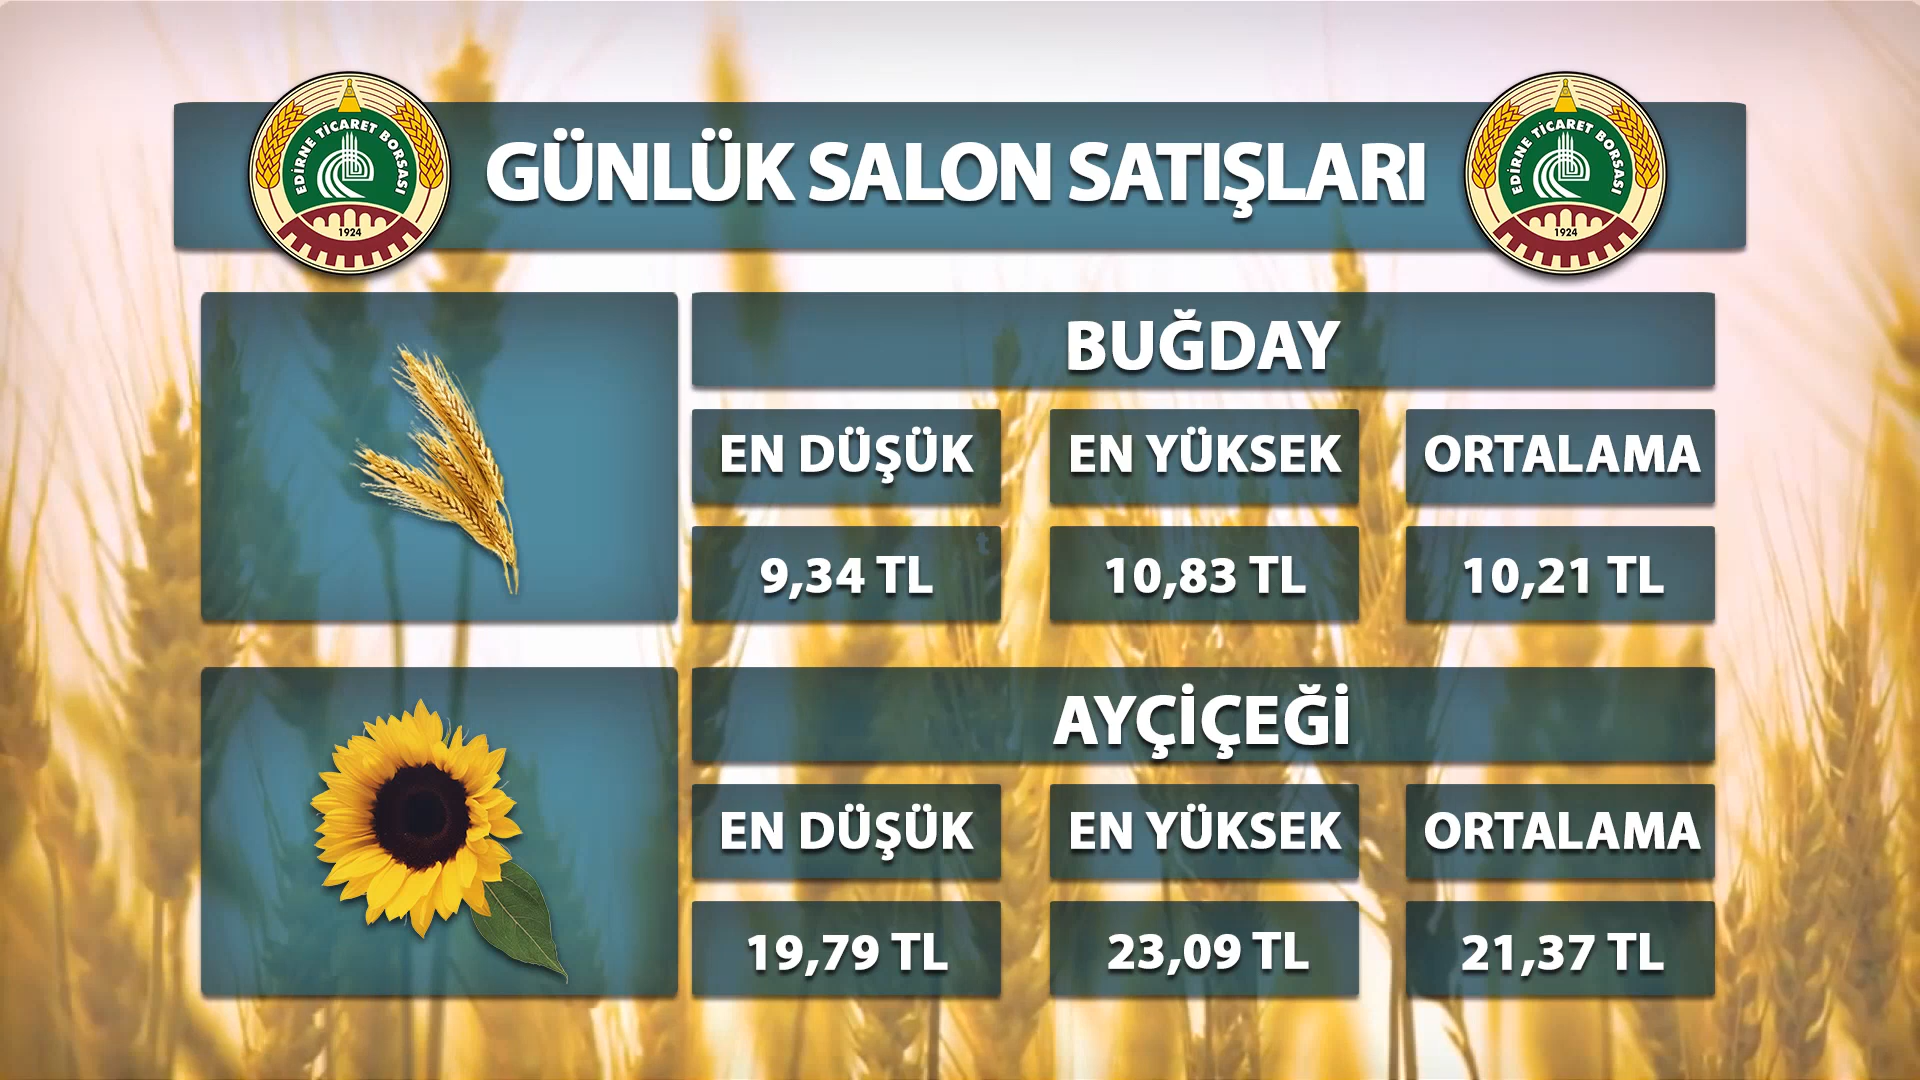 GÜNLÜK SALON SATIŞLARI
EDİRNE TİCARET BORSASI
1924
EDİRNE TİCARET BORSASI
1924
BUĞDAY
EN DÜŞÜK EN YÜKSEK ORTALAMA
9,34 TL 10,83 TL 10,21 TL
AYÇİÇEĞİ
EN DÜŞÜK EN YÜKSEK ORTALAMA
19,79 TL 23,09 TL 21,37 TL